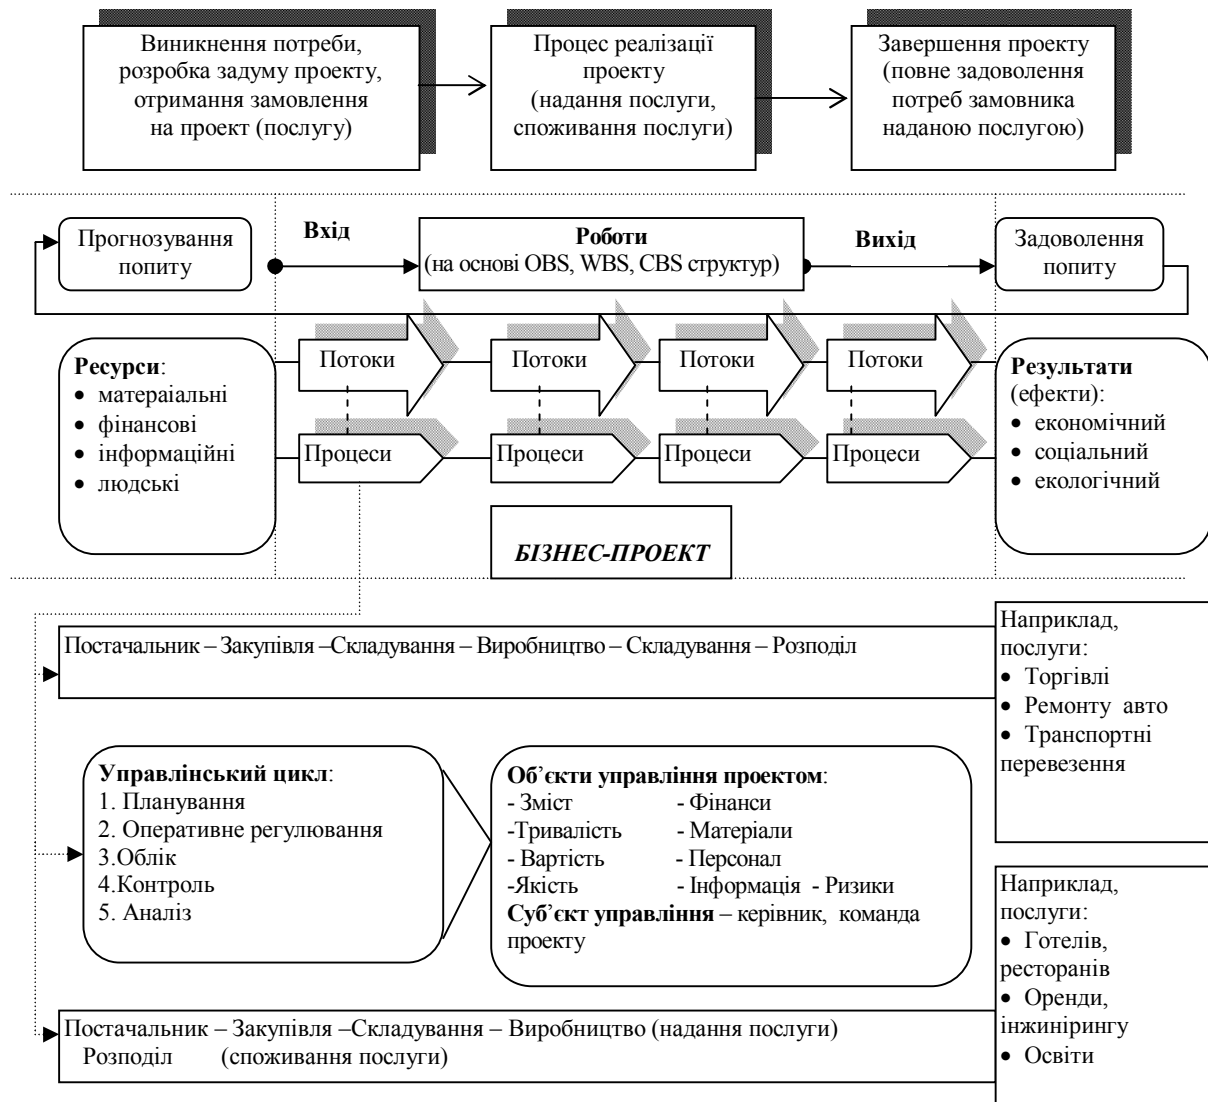 Виникнення потреби,
розробка задуму проекту,
отримання замовлення
на проект (послугу)
Процес реалізації
проекту
(надання послуги,
споживання послуги)
Завершення проекту
(повне задоволення
потреб замовника
наданою послугою)
Прогнозування
попиту
Вхід
Роботи
(на основі OBS, WBS, CBS структур)
Вихід
Задоволення
попиту
Ресурси:
• матераіальні
• фінансові
• інформаційні
• людські
Потоки
Потоки
Потоки
Потоки
Процеси
Процеси
Процеси
Процеси
Результати
(ефекти):
• економічний
• соціальний
• екологічний
БІЗНЕС-ПРОЕКТ
Постачальник – Закупівля –Складування – Виробництво – Складування – Розподіл
Наприклад,
послуги:
• Торгівлі
• Ремонту авто
• Транспортні
перевезення
Управлінський цикл:
1. Планування
2. Оперативне регулювання
3.Облік
4.Контроль
5. Аналіз
Об’єкти управління проектом:
- Зміст - Фінанси
-Тривалість - Матеріали
- Вартість - Персонал
-Якість - Інформація - Ризики
Суб’єкт управління – керівник, команда
проекту
Постачальник – Закупівля –Складування – Виробництво (надання послуги)
Розподіл (споживання послуги)
Наприклад,
послуги:
• Готелів,
ресторанів
• Оренди,
інжинірингу
• Освіти